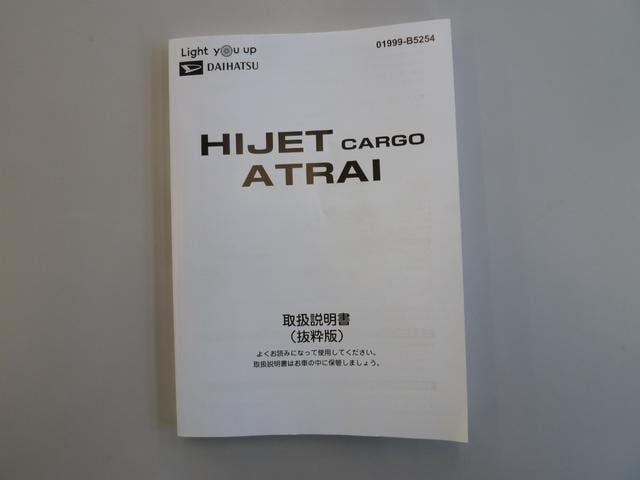 Light you up
01999-B5254
DAIHATSU
HIJET CARGO
ATRAI
取扱説明書
（抜粋版）
よくお読みになって使用してください。
取扱説明書はお車の中に保管しましょう。